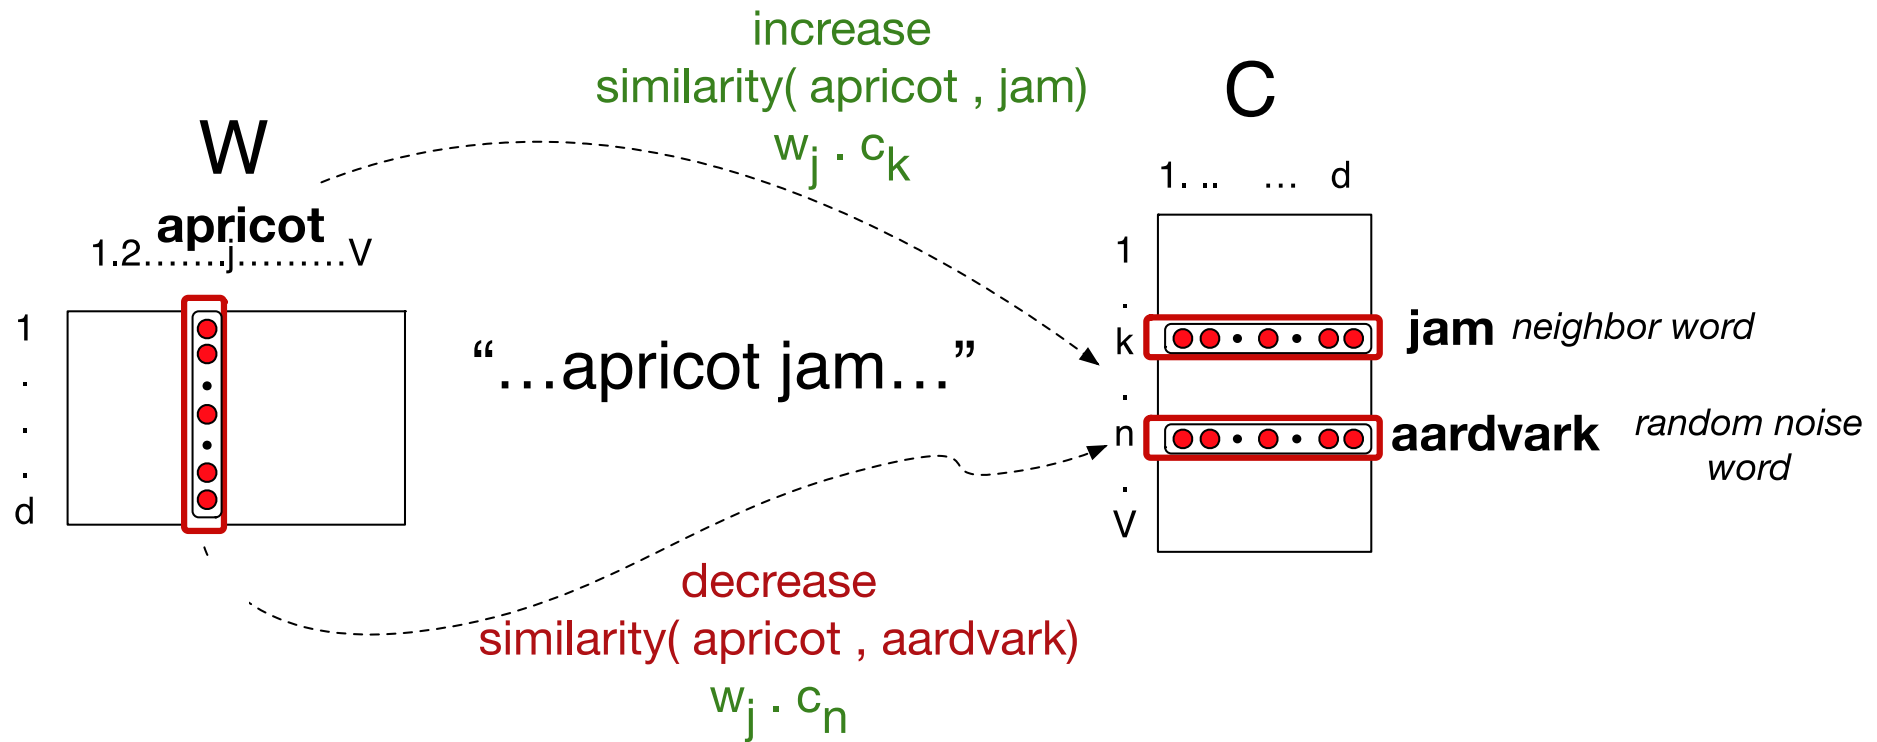 increase
similarity( apricot , jam)
wj . ck
W
apricot
1.2.......j.........V
1
.
.
.
d
“...apricot jam...”
C
1. .. ... d
1
.
k
.
n
.
V
jam neighbor word
aardvark random noise
word
decrease
similarity( apricot , aardvark)
wj . cn